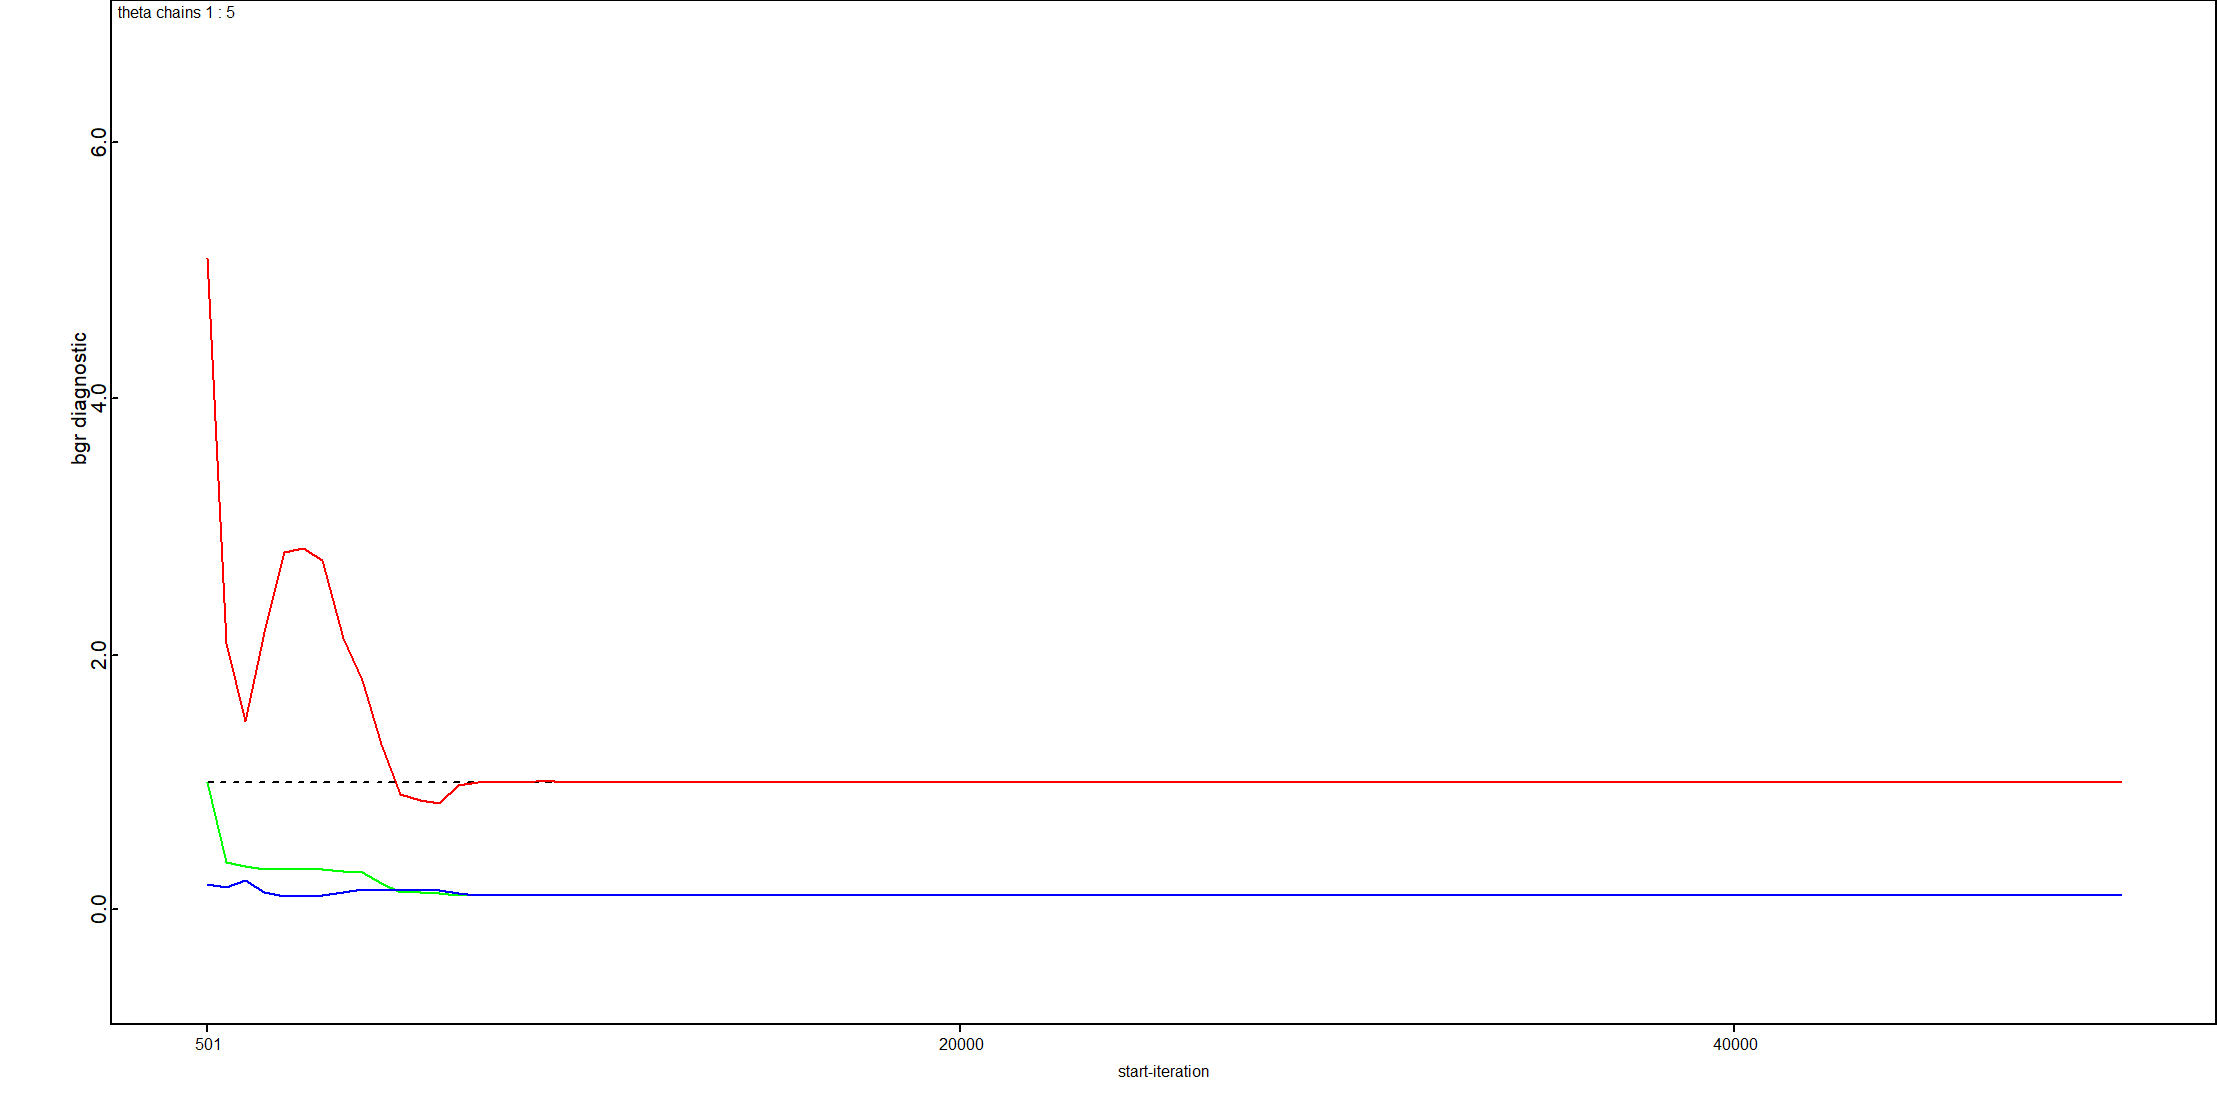 theta chains 1 : 5
bgr diagnostic
6.0
4.0
2.0
0.0
501
20000
40000
start-iteration